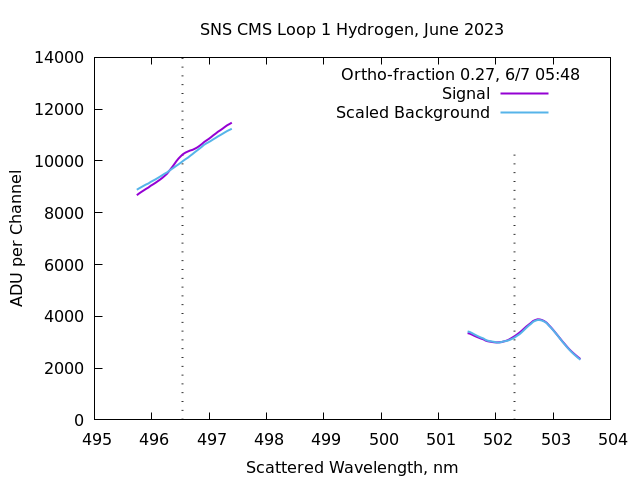 SNS CMS Loop 1 Hydrogen, June 2023
Ortho-fraction 0.27, 6/7 05:48
Signal
Scaled Background
ADU per Channel
14000
12000
10000
8000
6000
4000
2000
0
495 496 497 498 499 500 501 502 503 504
Scattered Wavelength, nm